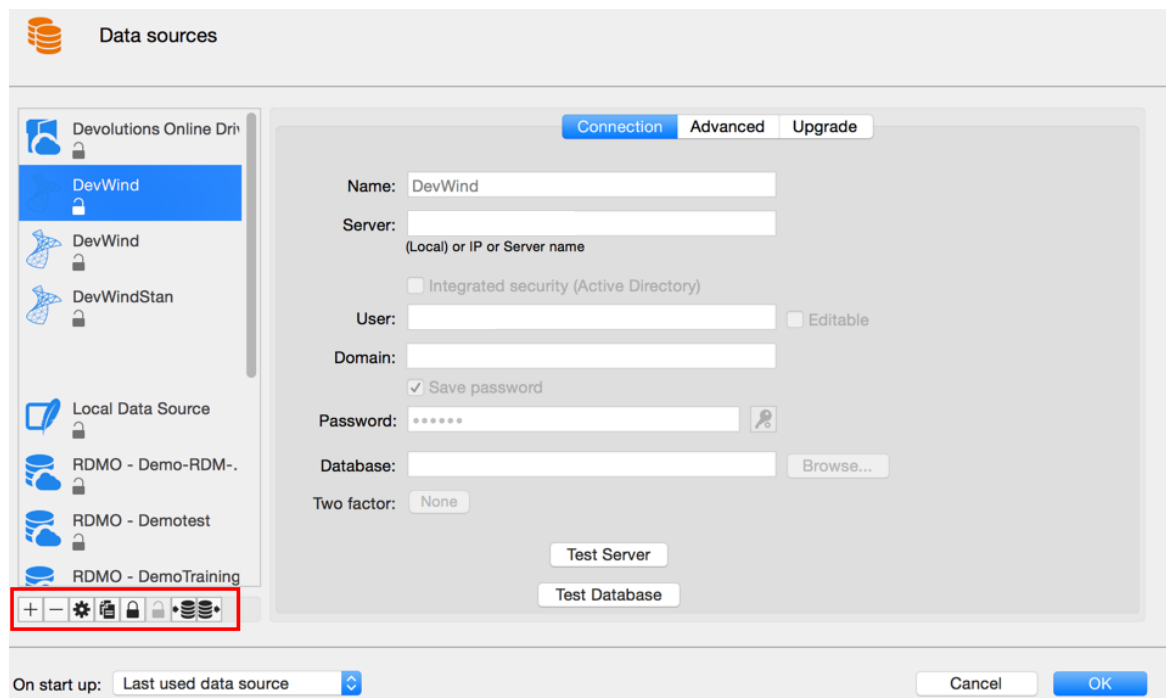 Data sources
Devolutions Online Driv
DevWind
DevWind
DevWindStan
Local Data Source
RDMO - Demo-RDM-.
RDMO - Demotest
RDMO - DemoTraining
Connection Advanced Upgrade
Name: DevWind
Server:
(Local) or IP or Server name
Integrated security (Active Directory)
User: Editable
Domain:
Save password
Password: ••••••
Database: Browse...
Two factor: None
Test Server
Test Database
On start up: Last used data source
Cancel OK